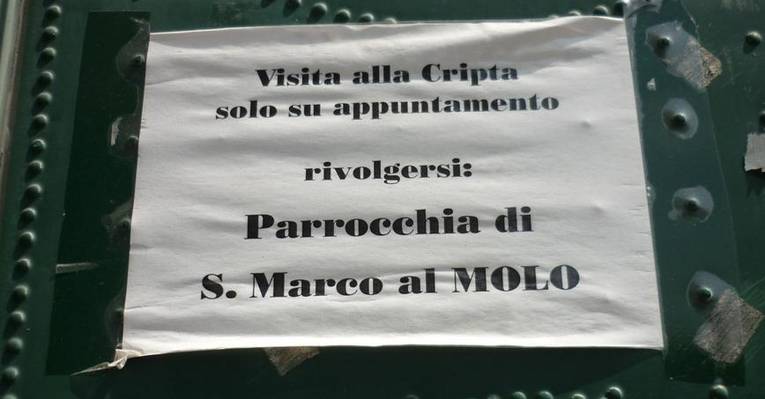 Visita alla Cripta
solo su appuntamento
rivolgersi:
Parrocchia di
S. Marco al MOLO